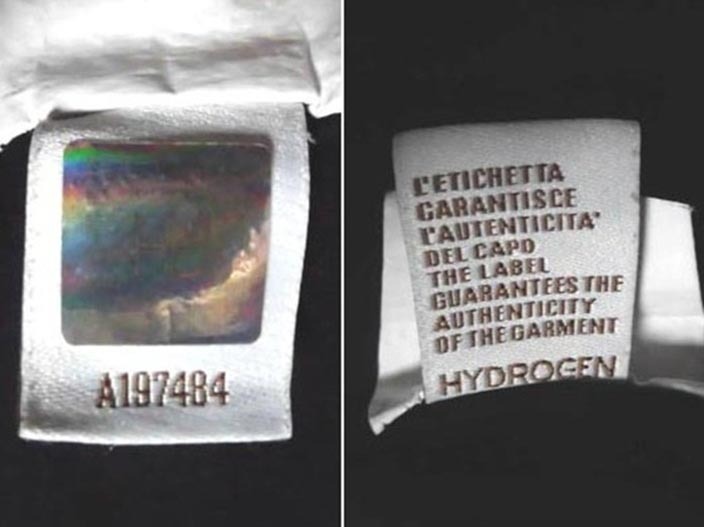 A197484
L'ETICHETTA
GARANTISCE
L'AUTENTICITA'
DEL CAPO
THE LABEL
GUARANTEES THE
AUTHENTICITY
OF THE GARMENT
HYDROGEN